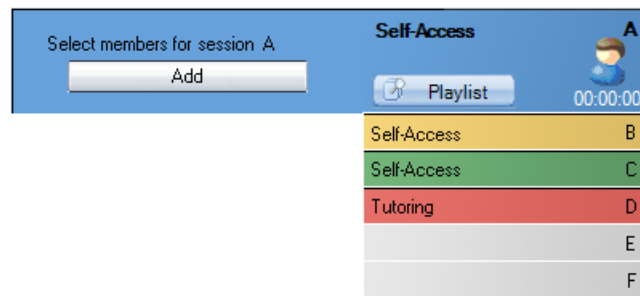 Select members for session A
Add
Self-Access A
Playlist
00:00:00
Self-Access B
Self-Access C
Tutoring D
E
F